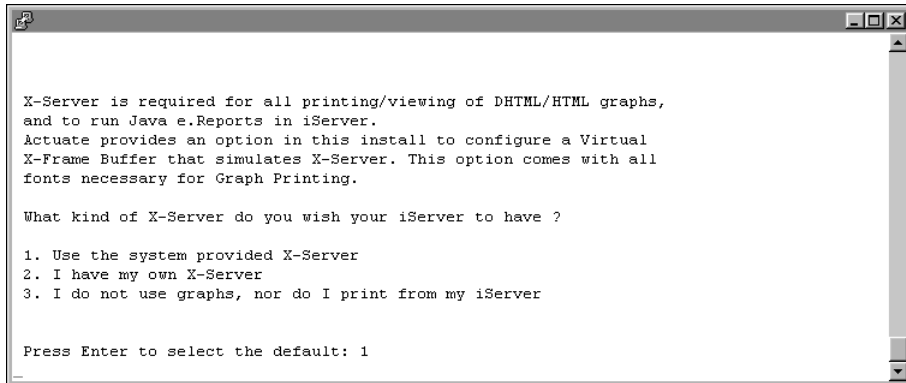 X-Server is required for all printing/viewing of DHTML/HTML graphs,
and to run Java e.Reports in iServer.
Actuate provides an option in this install to configure a Virtual
X-Frame Buffer that simulates X-Server. This option comes with all
fonts necessary for Graph Printing.
What kind of X-Server do you wish your iServer to have ?
1. Use the system provided X-Server
2. I have my own X-Server
3. I do not use graphs, nor do I print from my iServer
Press Enter to select the default: 1